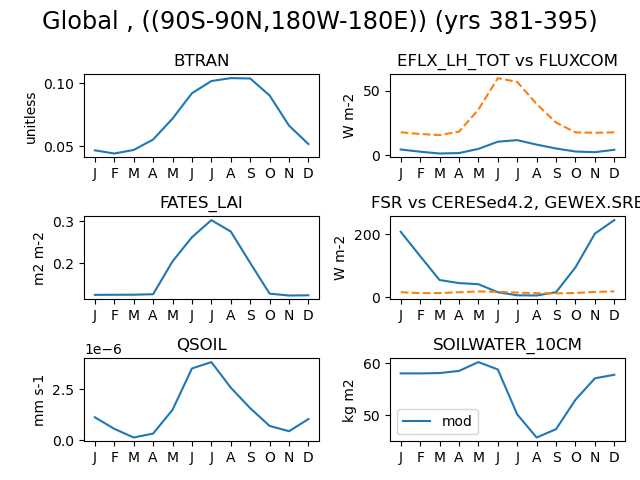 Global , ((90S-90N,180W-180E)) (yrs 381-395)
BTRAN
unitless
0.10
0.05
J F M A M J J A S O N D
EFLX_LH_TOT vs FLUXCOM
W m-2
50
0
J F M A M J J A S O N D
FATES_LAI
m2 m-2
0.3
0.2
J F M A M J J A S O N D
FSR vs CERESed4.2, GEWEX.SRB
W m-2
200
0
J F M A M J J A S O N D
QSOIL
1e−6
mm s-1
2.5
0.0
J F M A M J J A S O N D
SOILWATER_10CM
kg m2
60
50
mod
J F M A M J J A S O N D